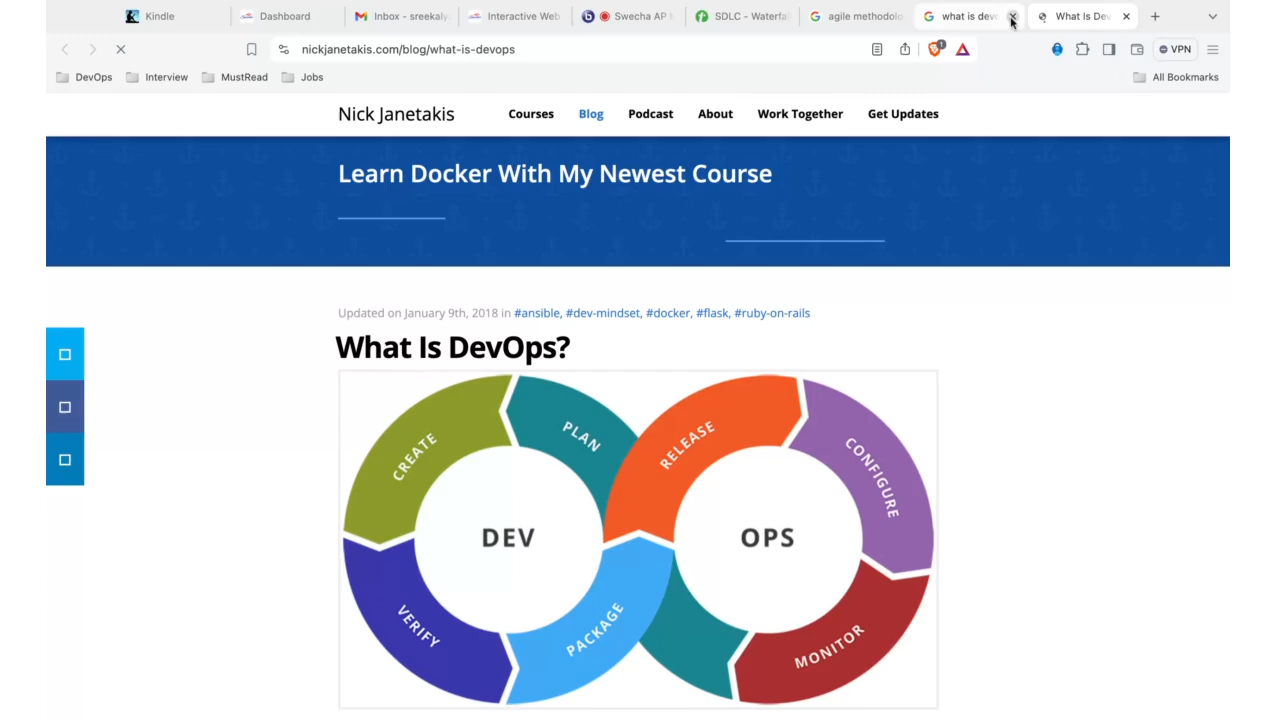 Kindle
Dashboard
Inbox - sreekaly
Interactive Web
Swecha AP
SDLC - Waterfal
agile methodolo
what is devo
What Is Dev
nickjanetakis.com/blog/what-is-devops
1
VPN
DevOps
Interview
MustRead
Jobs
All Bookmarks
Nick Janetakis
Courses
Blog
Podcast
About
Work Together
Get Updates
Learn Docker With My Newest Course
Updated on January 9th, 2018 in #ansible, #dev-mindset, #docker, #flask, #ruby-on-rails
What Is DevOps?
CREATE
PLAN
RELEASE
CONFIGURE
DEV
OPS
VERIFY
PACKAGE
MONITOR